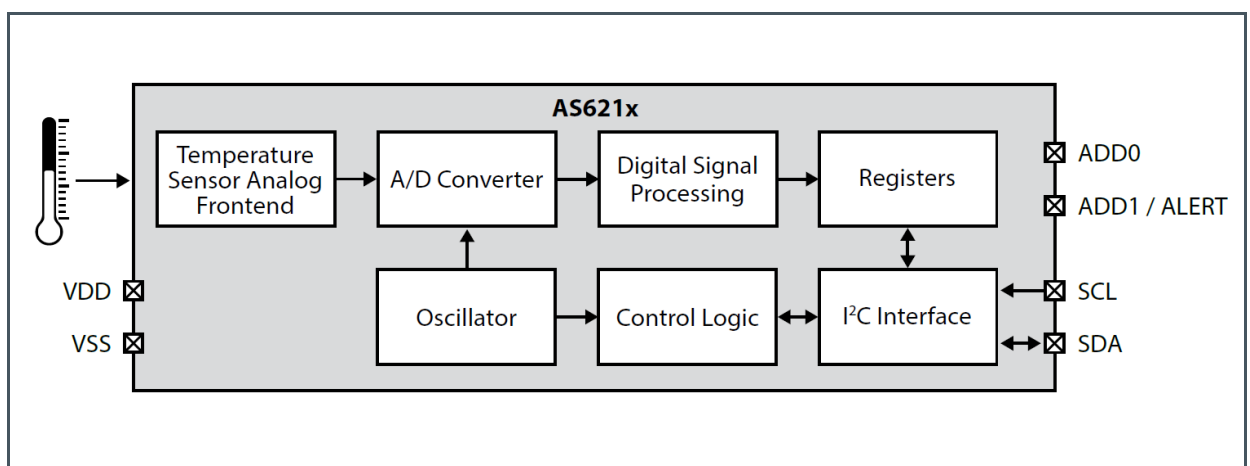 AS621x
Temperature
Sensor Analog
Frontend
A/D Converter
Digital Signal
Processing
Registers
ADD0
ADD1 / ALERT
VDD
VSS
Oscillator
Control Logic
I²C Interface
SCL
SDA